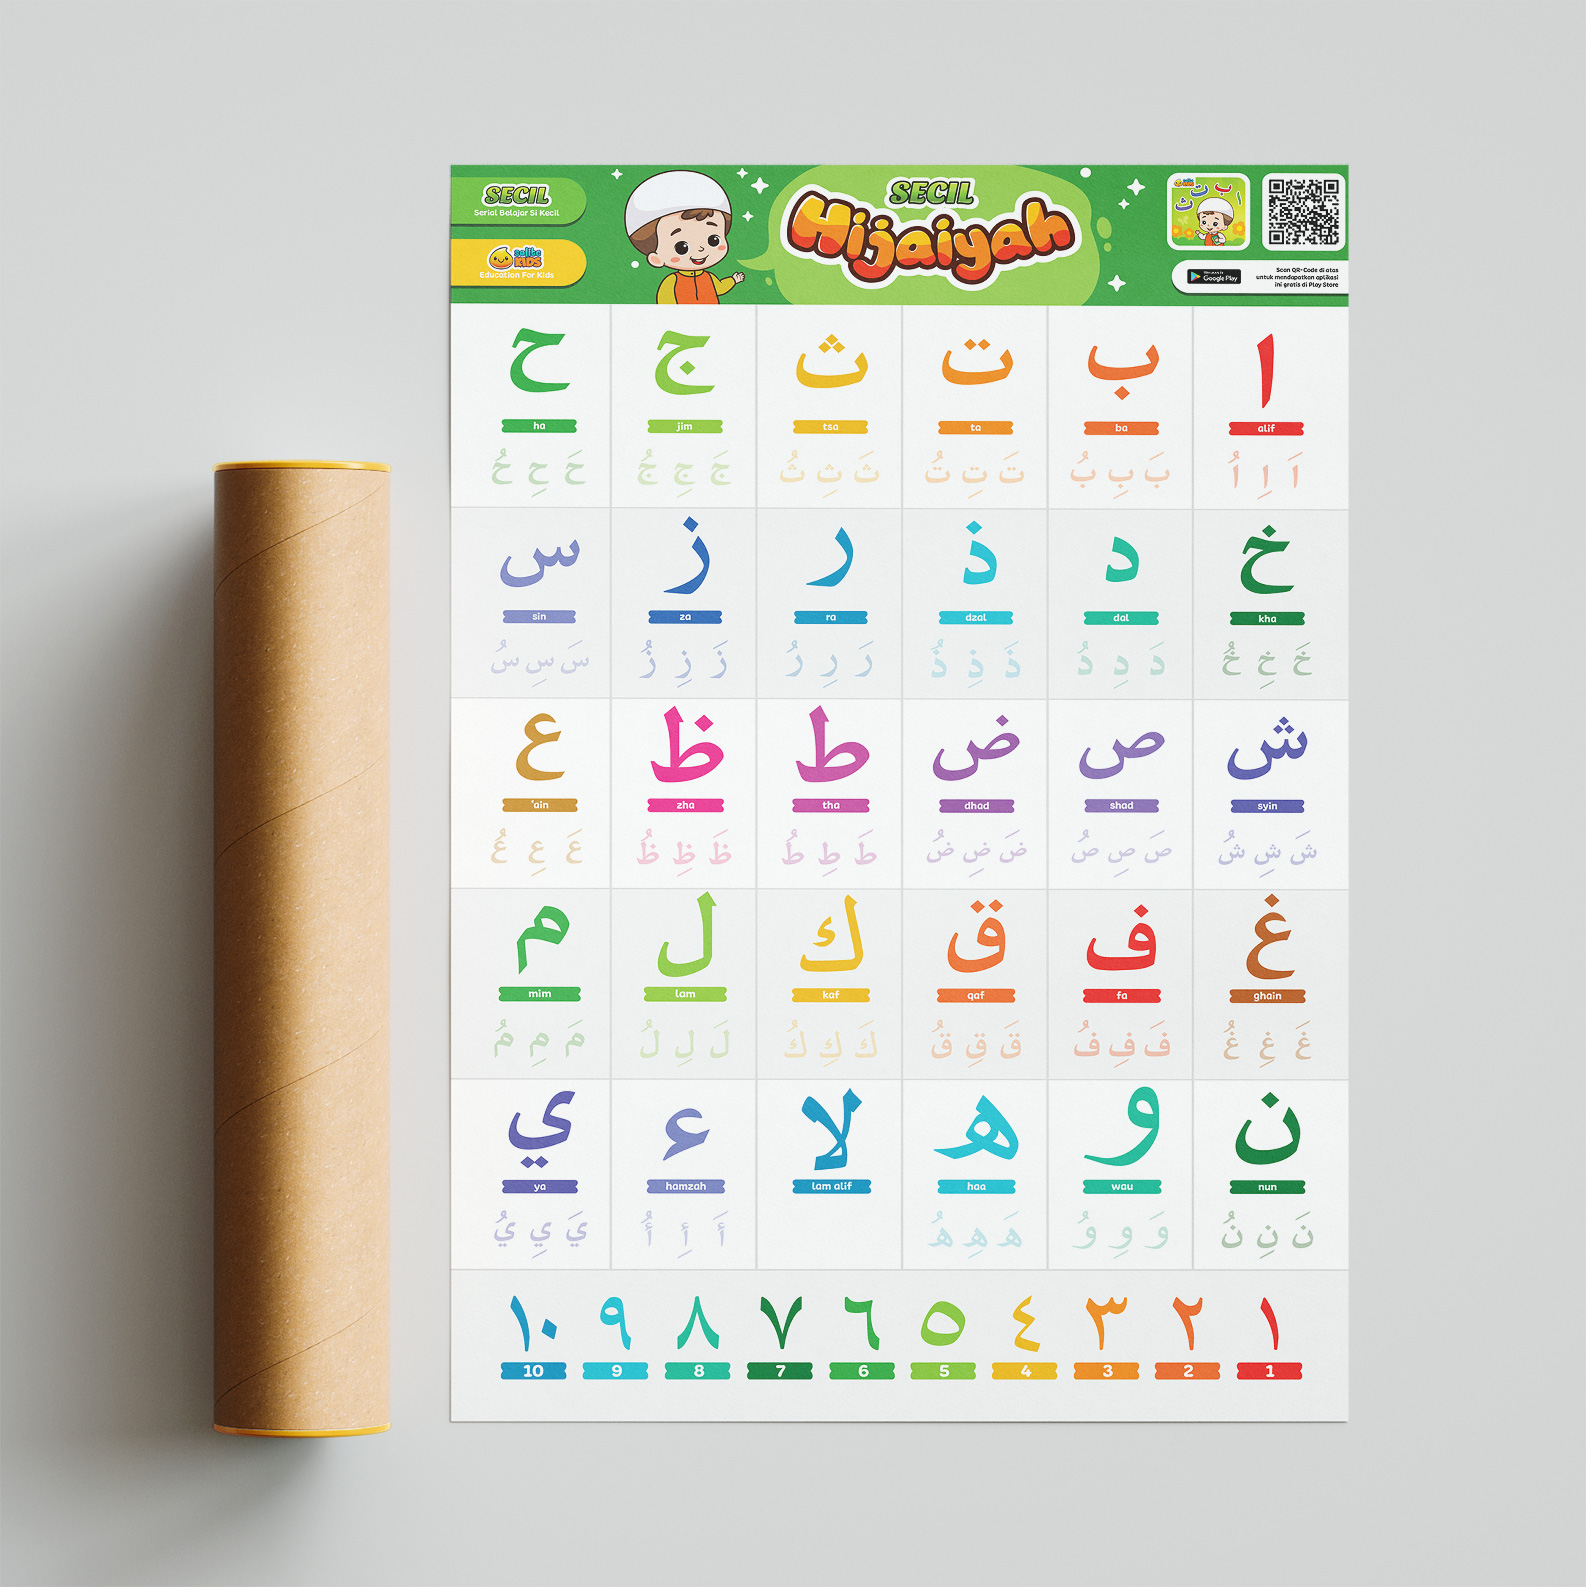 SECIL
Serial Belajar Si Kecil
solite
KIDS
Education For Kids
SECIL
Hijaiyah
ا ب ت ث
GET IT ON
Google Play
Scan QR-Code di atas
untuk mendapatkan aplikasi
ini gratis di Play Store
ا ب ت ث ج ح
alif ba ta tsa jim ha
اَ اِ اُ بَ بِ بُ تَ تِ تُ ثَ ثِ ثُ جَ جِ جُ حَ حِ حُ
خ د ذ ر ز س
kha dal dzal ra za sin
خَ خِ خُ دَ دِ دُ ذَ ذِ ذُ رَ رِ رُ زَ زِ زُ سَ سِ سُ
ش ص ض ط ظ ع
syin shad dhad tha zha 'ain
شَ شِ شُ صَ صِ صُ ضَ ضِ ضُ طَ طِ طُ ظَ ظِ ظُ عَ عِ عُ
غ ف ق ك ل م
ghain fa qaf kaf lam mim
غَ غِ غُ فَ فِ فُ قَ قِ قُ كَ كِ كُ لَ لِ لُ مَ مِ مُ
ن و ه لا ء ي
nun wau haa lam alif hamzah ya
نَ نِ نُ وَ وِ وُ هَ هِ هُ أَ إِ أُ يَ يِ يُ
١ ٢ ٣ ٤ ٥ ٦ ٧ ٨ ٩ ١٠
1 2 3 4 5 6 7 8 9 10